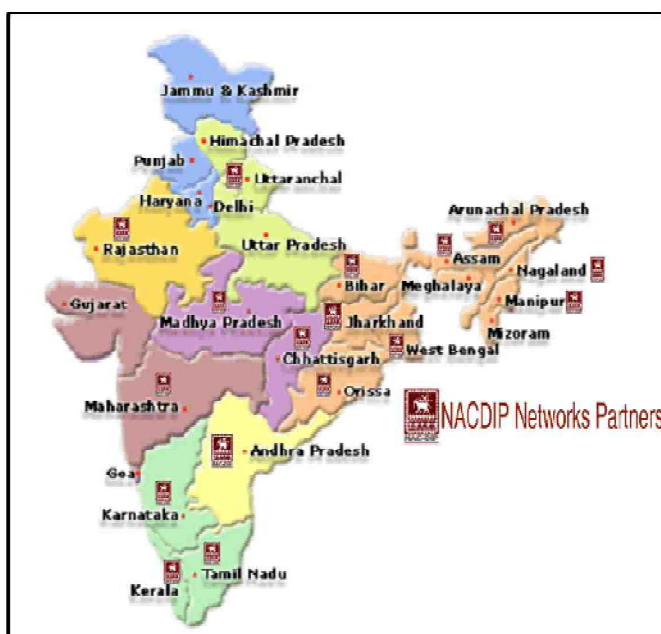 Jammu & Kashmir
Himachal Pradesh
Punjab
Uttaranchal
Haryana
Delhi
Arunachal Pradesh
Rajasthan
Uttar Pradesh
Assam
Nagaland
Bihar
Meghalaya
Gujarat
Manipur
Madhya Pradesh
Jharkhand
Mizoram
West Bengal
Chhattisgarh
Orissa
Maharashtra
NACDIP Networks Partners
Andhra Pradesh
Goa
Karnataka
Tamil Nadu
Kerala